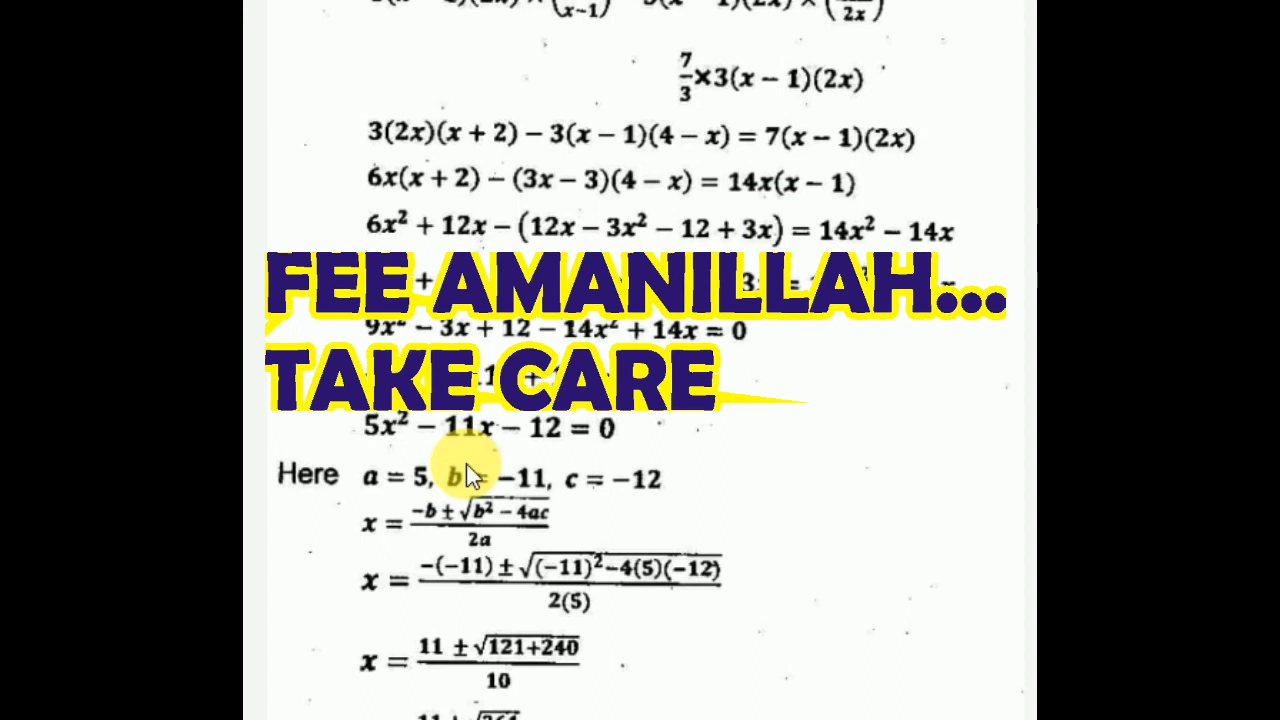 x−1
2x
7/3×3(x − 1)(2x)
3(2x)(x + 2) − 3(x − 1)(4 − x) = 7(x − 1)(2x)
6x(x + 2) − (3x − 3)(4 − x) = 14x(x − 1)
6x² + 12x − (12x − 3x² − 12 + 3x) = 14x² − 14x
FEE AMANILLAH...
9x² − 3x + 12 − 14x² + 14x = 0
TAKE CARE
5x² − 11x − 12 = 0
Here a = 5, b = −11, c = −12
x = −b ± √b² − 4ac / 2a
x = −(−11) ± √(−11)²−4(5)(−12) / 2(5)
x = 11 ± √121+240 / 10